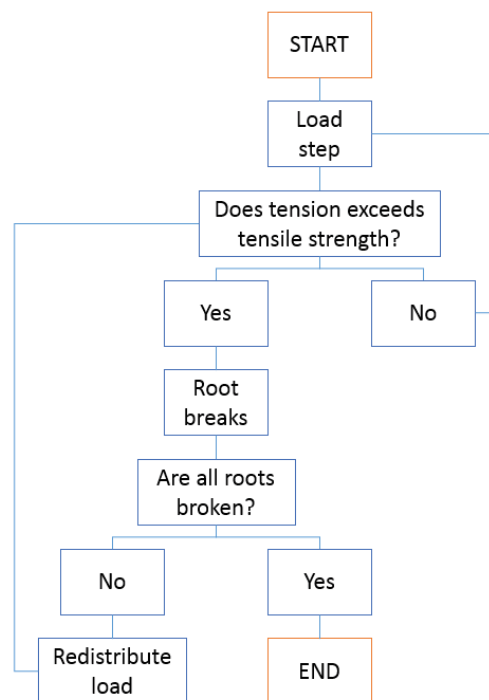 START
Load
step
Does tension exceeds
tensile strength?
Yes
No
Root
breaks
Are all roots
broken?
No
Yes
Redistribute
load
END